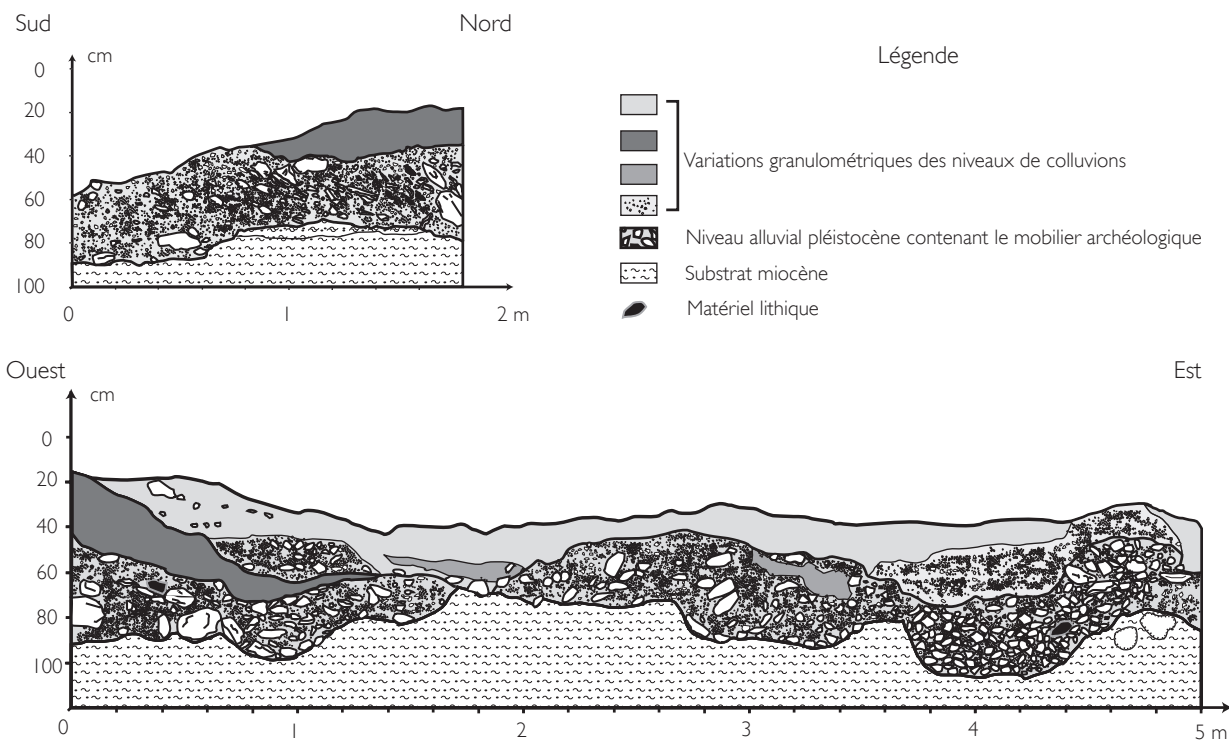 Sud Nord
cm
0
20
40
60
80
100
0 1 2 m
Légende
Variations granulométriques des niveaux de colluvions
Niveau alluvial pléistocène contenant le mobilier archéologique
Substrat miocène
Matériel lithique
Ouest Est
cm
0
20
40
60
80
100
0 1 2 3 4 5 m